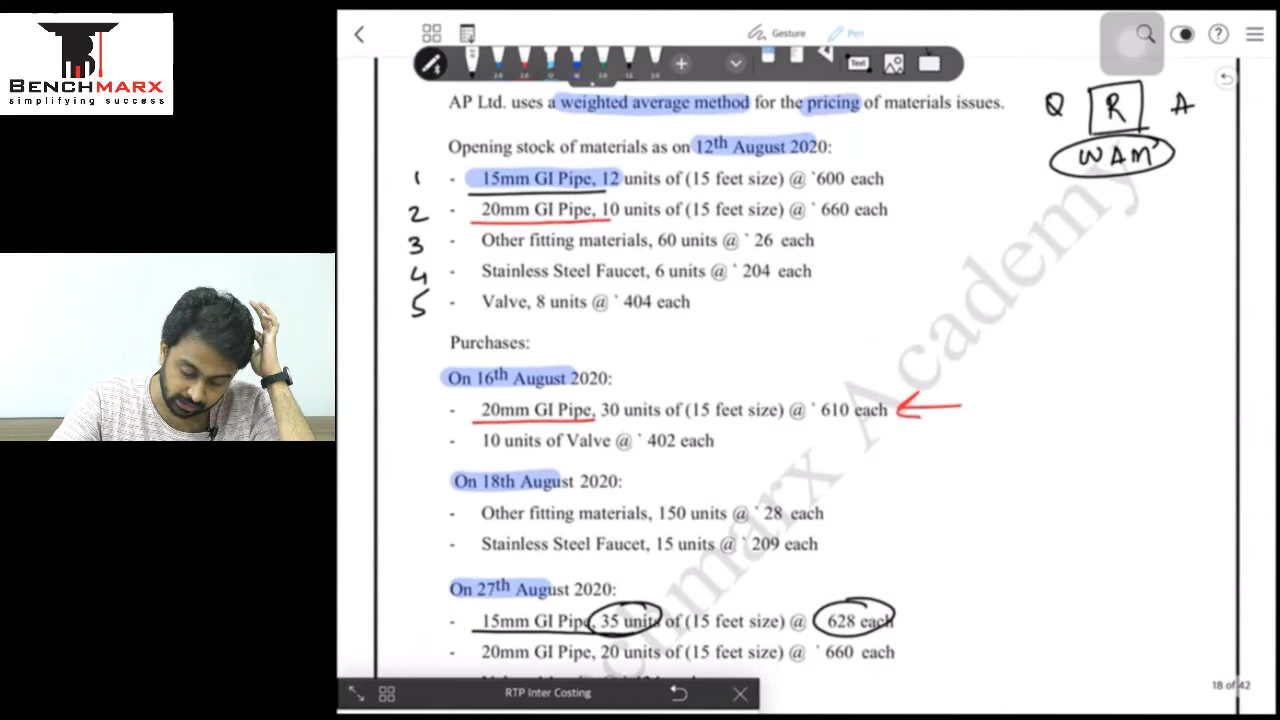 BENCHMARX
simplifying success
Gesture
Pen
Text
AP Ltd. uses a weighted average method for the pricing of materials issues.
Q R A
WAM
Opening stock of materials as on 12th August 2020:
1 - 15mm GI Pipe, 12 units of (15 feet size) @ `600 each
2 - 20mm GI Pipe, 10 units of (15 feet size) @ ` 660 each
3 - Other fitting materials, 60 units @ ` 26 each
4 - Stainless Steel Faucet, 6 units @ ` 204 each
5 - Valve, 8 units @ ` 404 each
Purchases:
On 16th August 2020:
- 20mm GI Pipe, 30 units of (15 feet size) @ ` 610 each
- 10 units of Valve @ ` 402 each
On 18th August 2020:
- Other fitting materials, 150 units @ ` 28 each
- Stainless Steel Faucet, 15 units @ ` 209 each
On 27th August 2020:
- 15mm GI Pipe, 35 units of (15 feet size) @ 628 each
- 20mm GI Pipe, 20 units of (15 feet size) @ ` 660 each
RTP Inter Costing
18 of 42
Benchmarx Academy